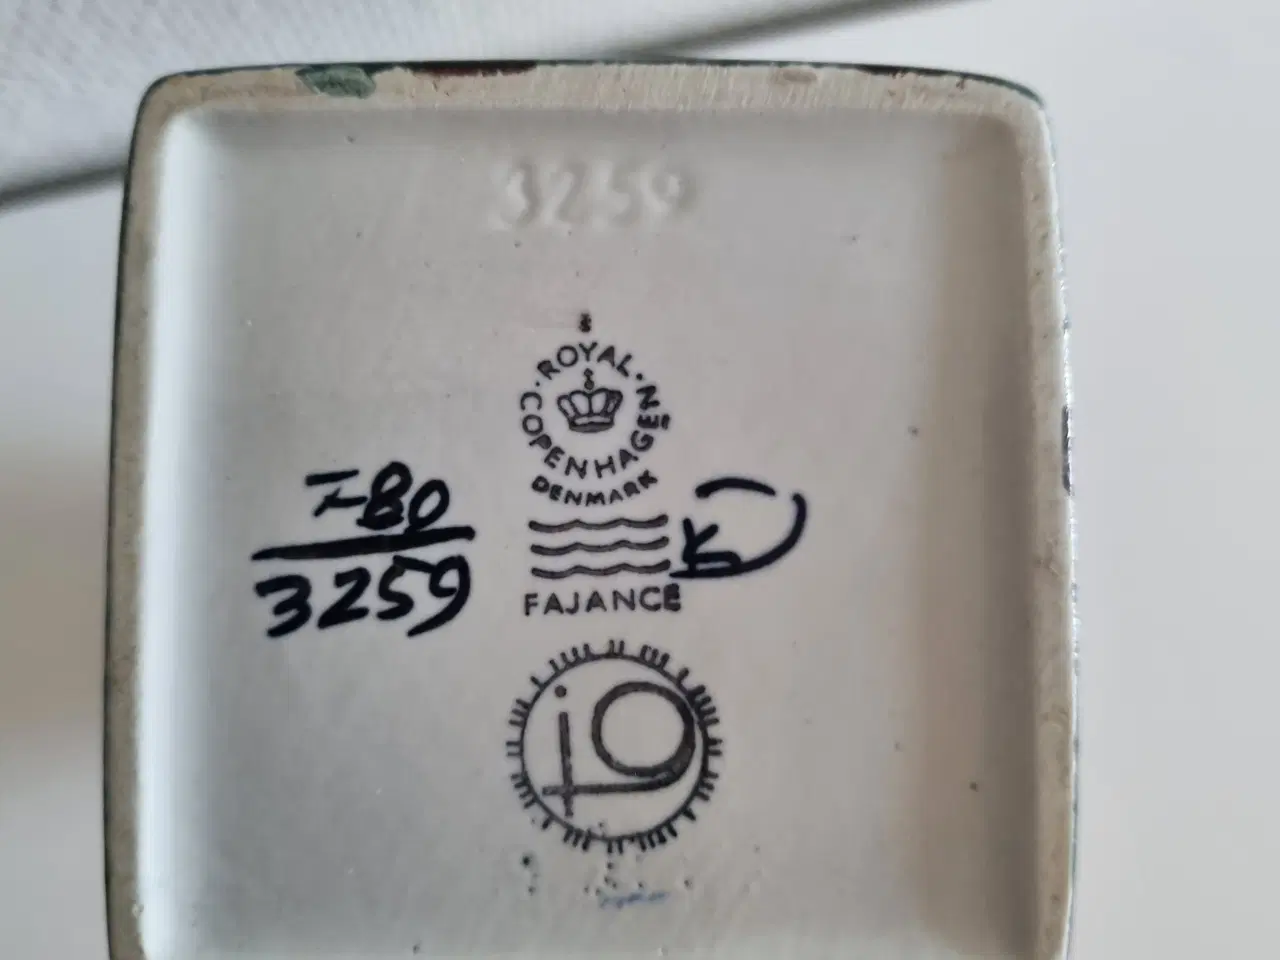 3259
·ROYAL·
COPENHAGEN
DENMARK
FAJANCE
780
3259